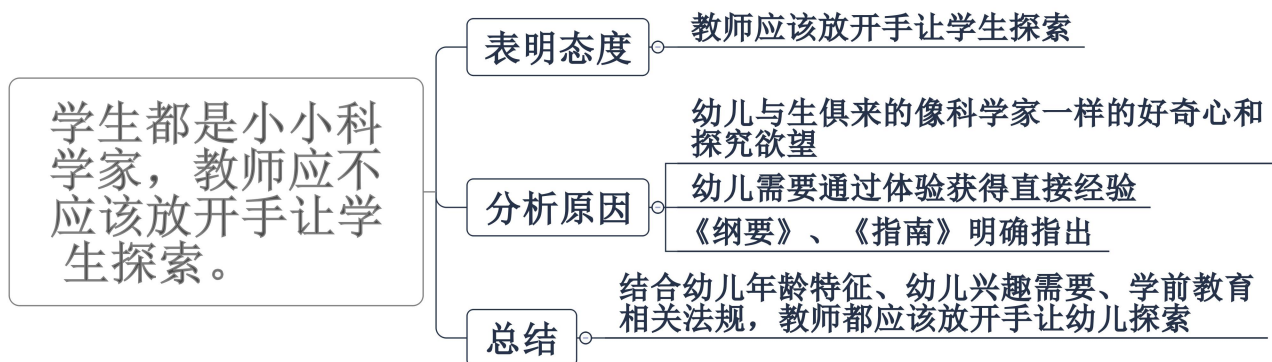 学生都是小小科
学家，教师应不
应该放开手让学
生探索。
表明态度
教师应该放开手让学生探索
分析原因
幼儿与生俱来的像科学家一样的好奇心和
探究欲望
幼儿需要通过体验获得直接经验
《纲要》、《指南》明确指出
总结
结合幼儿年龄特征、幼儿兴趣需要、学前教育
相关法规，教师都应该放开手让幼儿探索